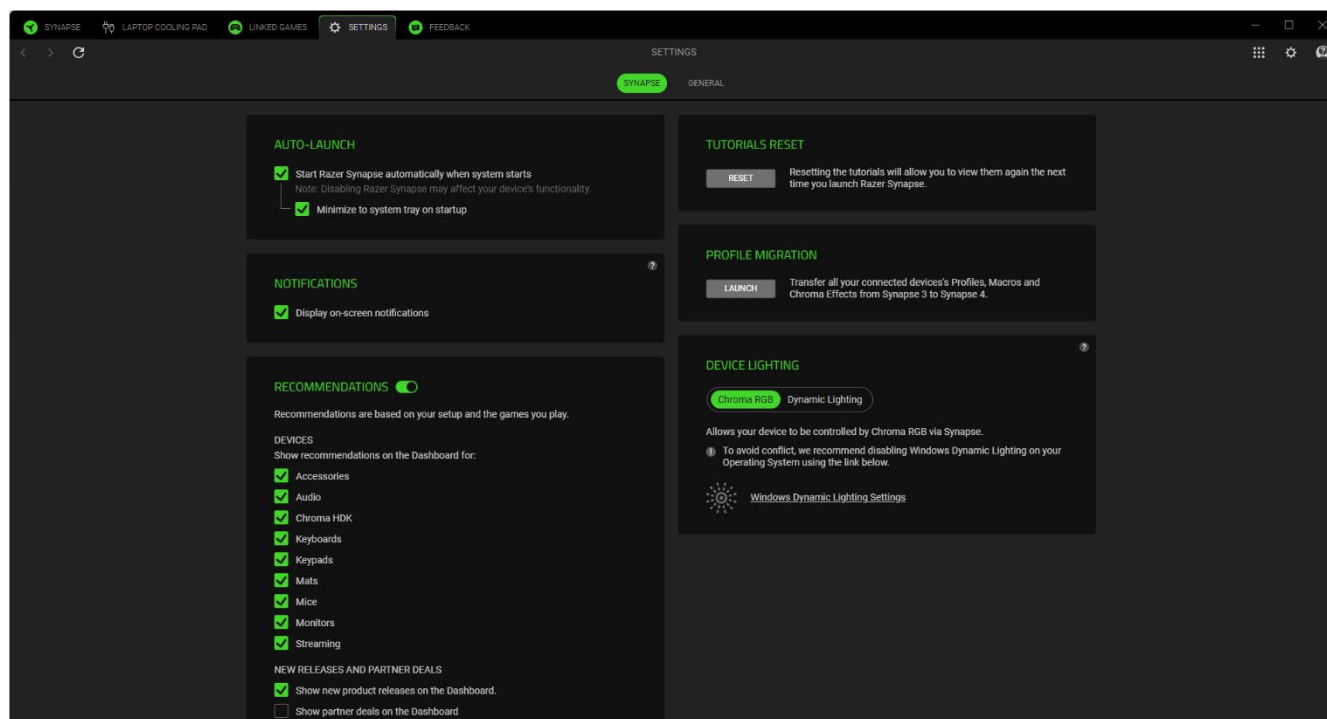 SYNAPSE
LAPTOP COOLING PAD
LINKED GAMES
SETTINGS
FEEDBACK
SETTINGS
SYNAPSE
GENERAL
AUTO-LAUNCH
Start Razer Synapse automatically when system starts
Note: Disabling Razer Synapse may affect your device's functionality.
Minimize to system tray on startup
NOTIFICATIONS
Display on-screen notifications
RECOMMENDATIONS
Recommendations are based on your setup and the games you play.
DEVICES
Show recommendations on the Dashboard for:
Accessories
Audio
Chroma HDK
Keyboards
Keypads
Mats
Mice
Monitors
Streaming
NEW RELEASES AND PARTNER DEALS
Show new product releases on the Dashboard.
Show partner deals on the Dashboard
TUTORIALS RESET
RESET
Resetting the tutorials will allow you to view them again the next
time you launch Razer Synapse.
PROFILE MIGRATION
LAUNCH
Transfer all your connected devices's Profiles, Macros and
Chroma Effects from Synapse 3 to Synapse 4.
DEVICE LIGHTING
Chroma RGB
Dynamic Lighting
Allows your device to be controlled by Chroma RGB via Synapse.
To avoid conflict, we recommend disabling Windows Dynamic Lighting on your
Operating System using the link below.
Windows Dynamic Lighting Settings